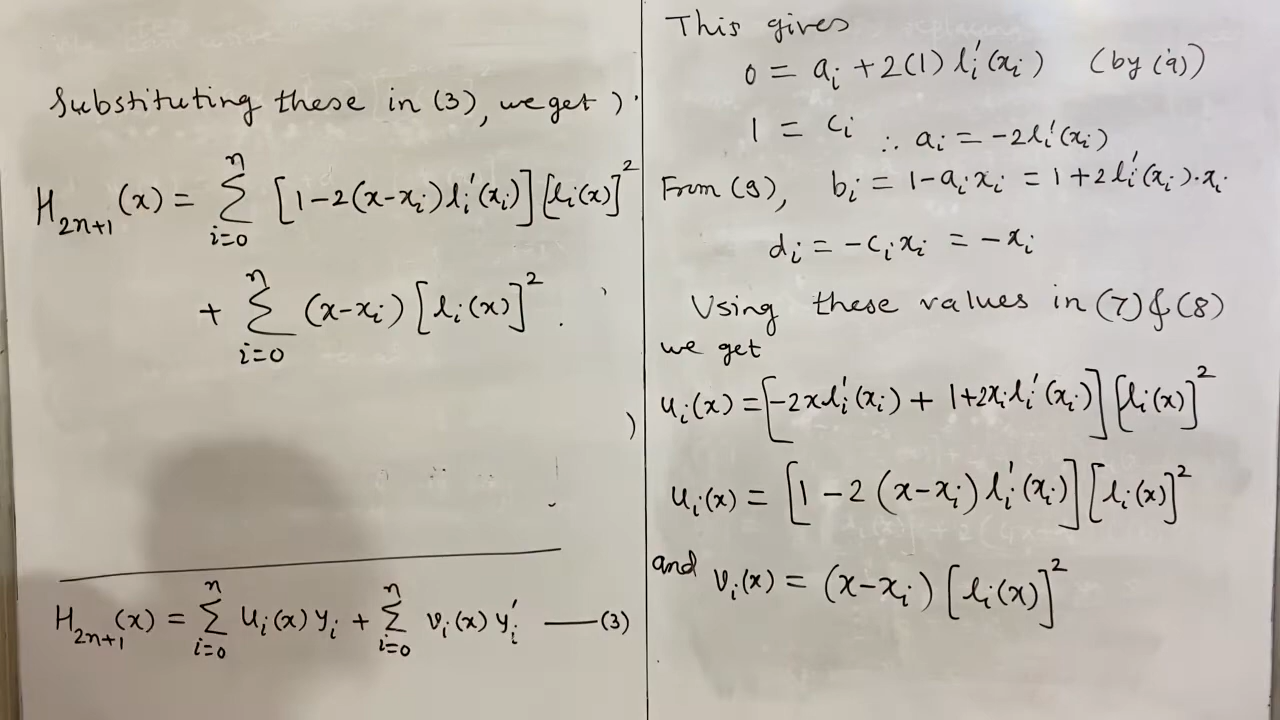 Substituting these in (3), we get
H_{2n+1}(x) = \sum_{i=0}^{n} [1-2(x-x_i) l_i'(x_i)] [l_i(x)]^2
+ \sum_{i=0}^{n} (x-x_i) [l_i(x)]^2 .
H_{2n+1}(x) = \sum_{i=0}^{n} u_i(x) y_i + \sum_{i=0}^{n} v_i(x) y_i' —— (3)
This gives
0 = a_i + 2(1) l_i'(x_i) (by (9))
1 = c_i ∴ a_i = -2l_i'(x_i)
From (9), b_i = 1-a_i x_i = 1+2l_i'(x_i).x_i
d_i = -c_i x_i = -x_i
Using these values in (7) & (8)
we get
u_i(x) = [-2x l_i'(x_i) + 1+2x_i l_i'(x_i)] [l_i(x)]^2
u_i(x) = [1 - 2 (x-x_i) l_i'(x_i)] [l_i(x)]^2
and v_i(x) = (x-x_i) [l_i(x)]^2